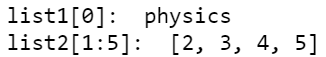 list1[0]:  physics
list2[1:5]:  [2, 3, 4, 5]